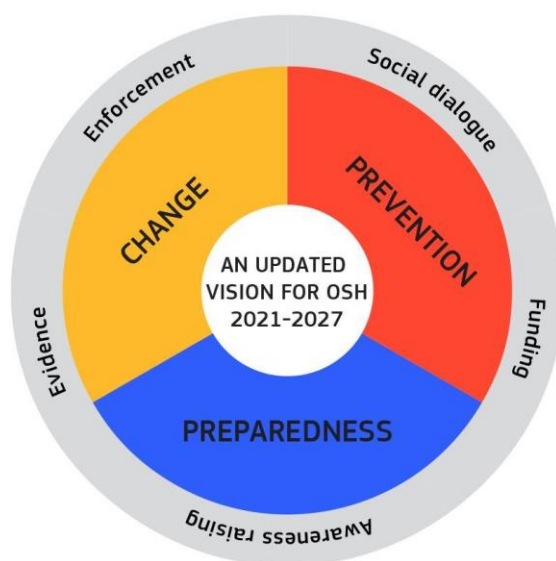 Enforcement
Social dialogue
CHANGE
PREVENTION
AN UPDATED
VISION FOR OSH
2021-2027
Evidence
Funding
PREPAREDNESS
Awareness raising